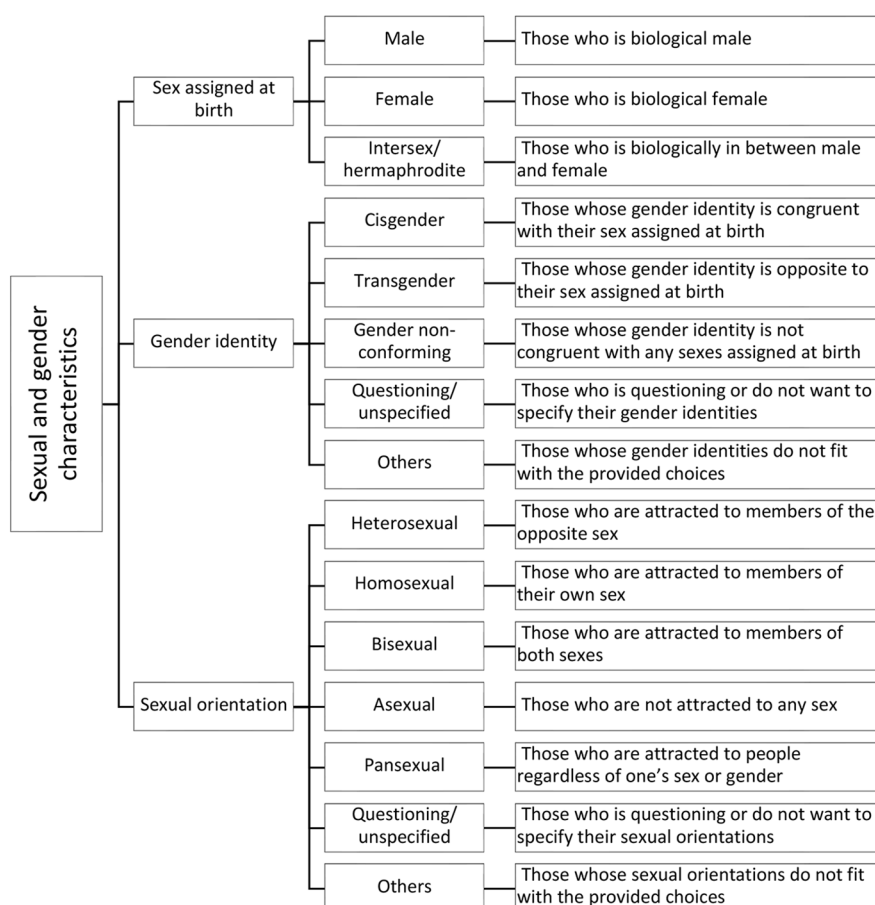 Sexual and gender
characteristics
Sex assigned at
birth
Male
Those who is biological male
Female
Those who is biological female
Intersex/
hermaphrodite
Those who is biologically in between male
and female
Gender identity
Cisgender
Those whose gender identity is congruent
with their sex assigned at birth
Transgender
Those whose gender identity is opposite to
their sex assigned at birth
Gender non-
conforming
Those whose gender identity is not
congruent with any sexes assigned at birth
Questioning/
unspecified
Those who is questioning or do not want to
specify their gender identities
Others
Those whose gender identities do not fit
with the provided choices
Sexual orientation
Heterosexual
Those who are attracted to members of the
opposite sex
Homosexual
Those who are attracted to members of
their own sex
Bisexual
Those who are attracted to members of
both sexes
Asexual
Those who are not attracted to any sex
Pansexual
Those who are attracted to people
regardless of one’s sex or gender
Questioning/
unspecified
Those who is questioning or do not want to
specify their sexual orientations
Others
Those whose sexual orientations do not fit
with the provided choices